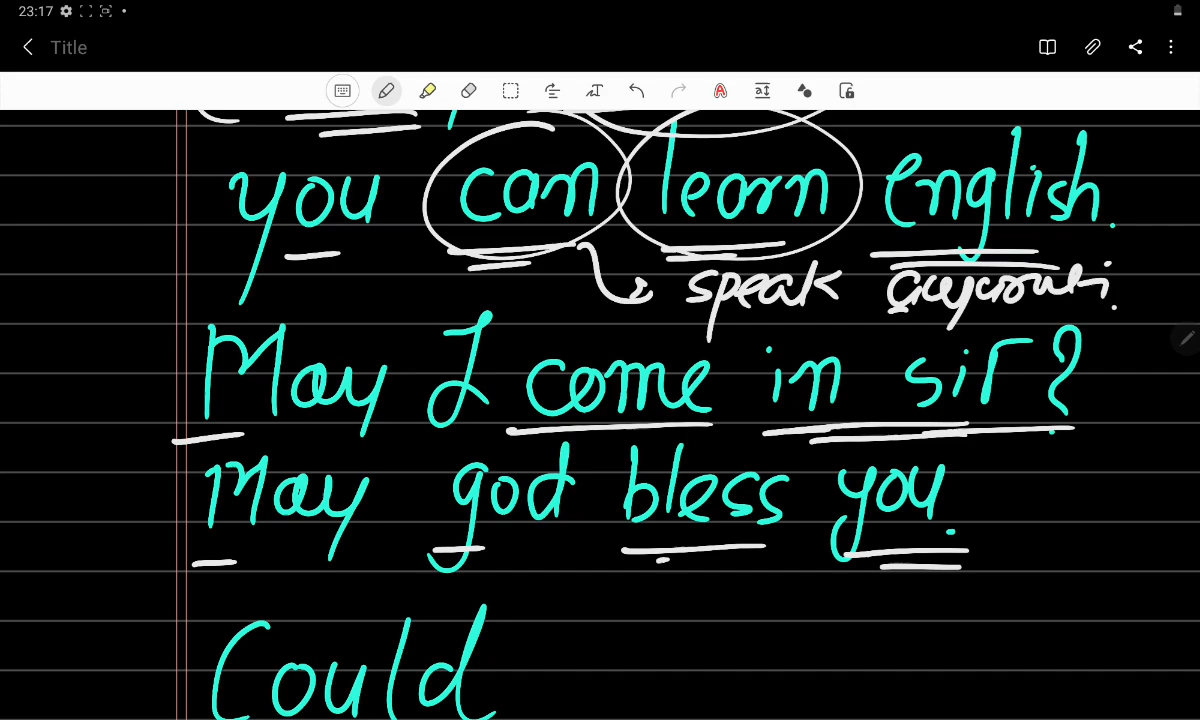 23:17
Title
you can learn english.
speak
May I come in sir?
May god bless you.
Could